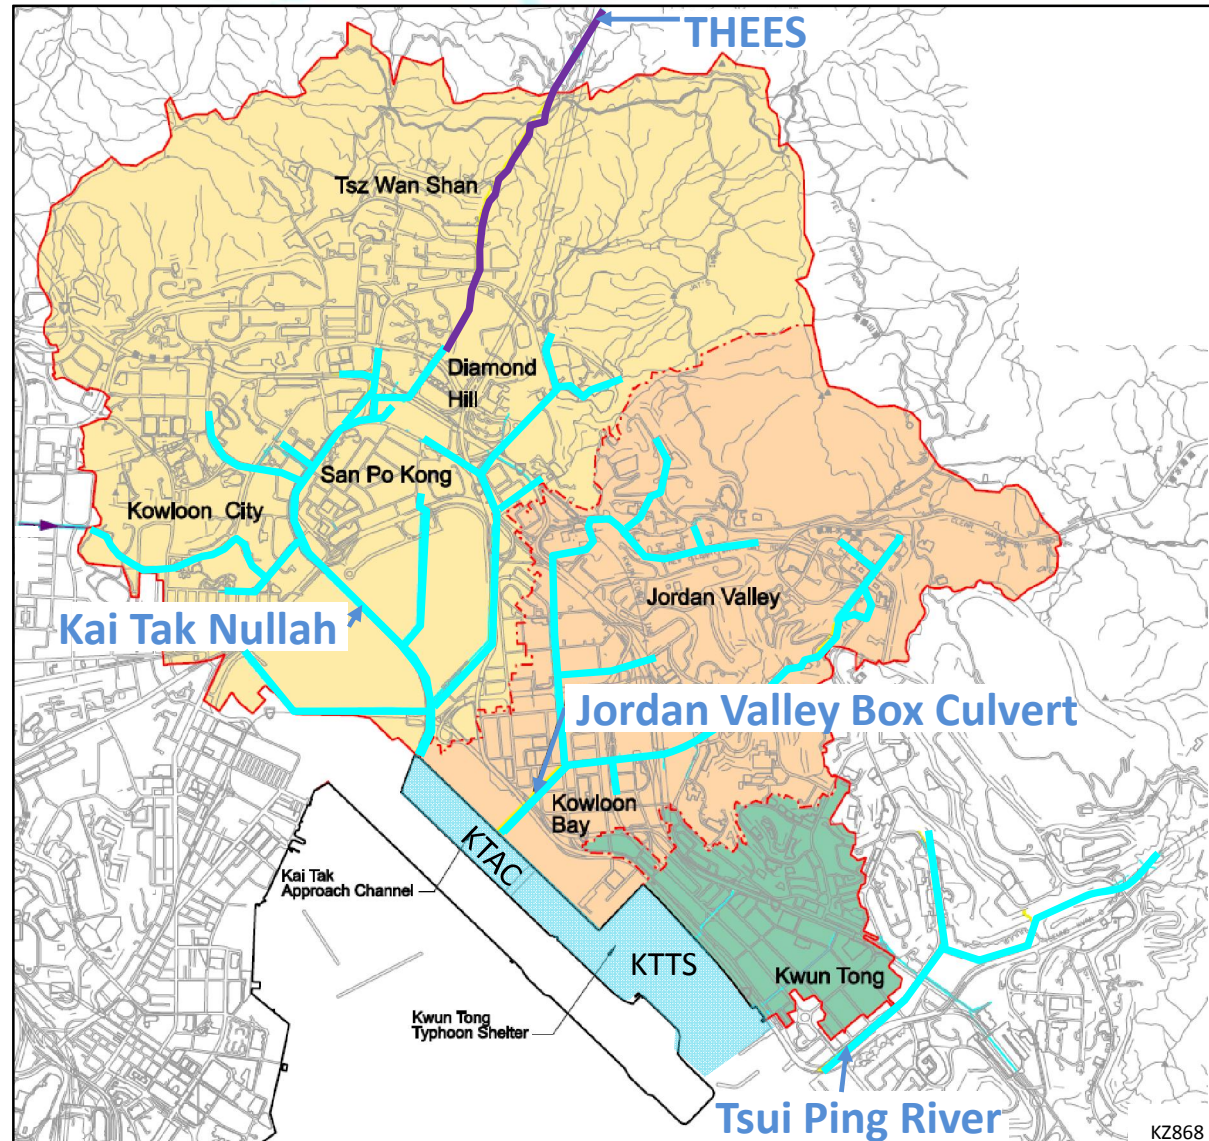 THEES
Tsz Wan Shan
Diamond
Hill
San Po Kong
Kowloon City
Kai Tak Nullah
Jordan Valley
Jordan Valley Box Culvert
Kowloon
Bay
KTAC
Kai Tak
Approach Channel
KTTS
Kwun Tong
Kwun Tong
Typhoon Shelter
Tsui Ping River
KZ868